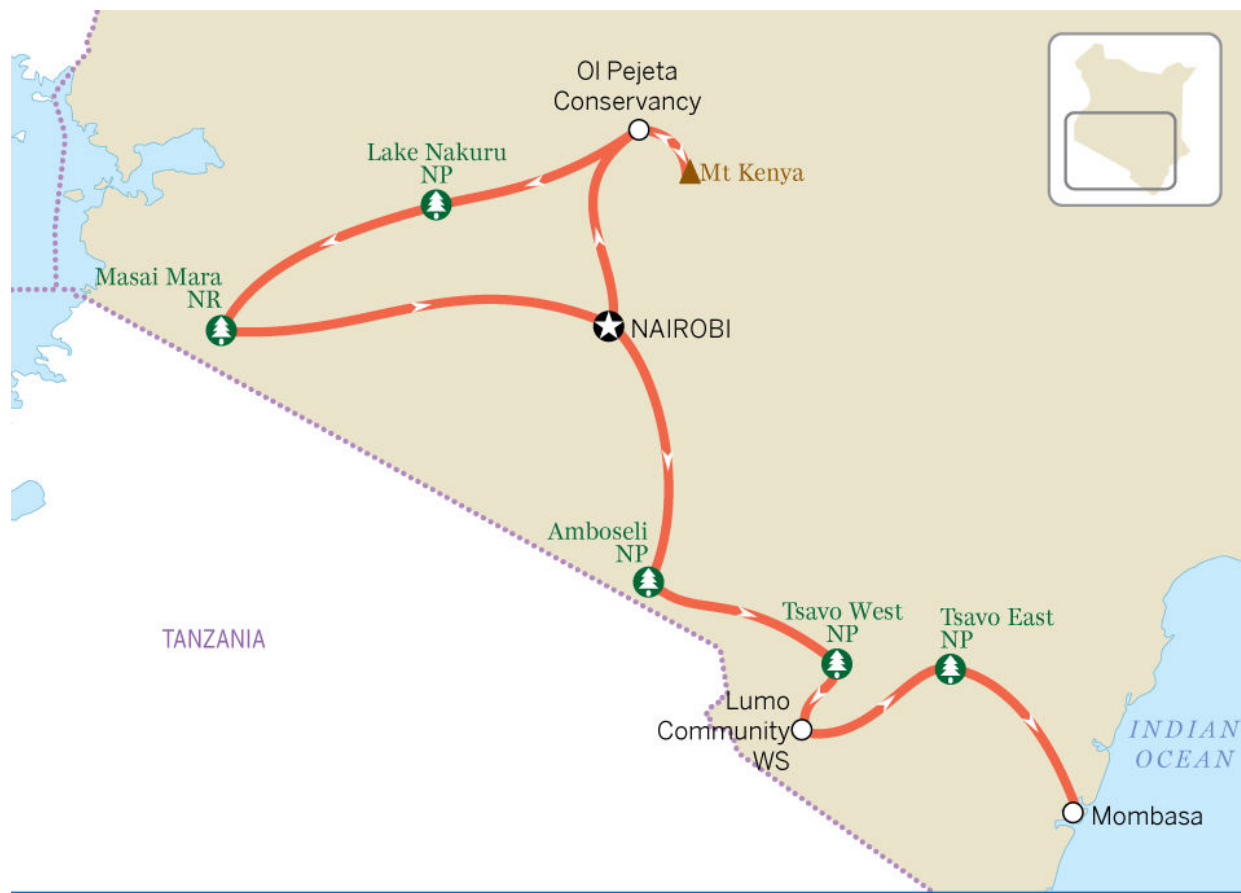 Ol Pejeta
Conservancy
Lake Nakuru
NP
Mt Kenya
Masai Mara
NR
NAIROBI
Amboseli
NP
TANZANIA
Tsavo West
NP
Tsavo East
NP
Lumo
Community
WS
INDIAN
OCEAN
Mombasa